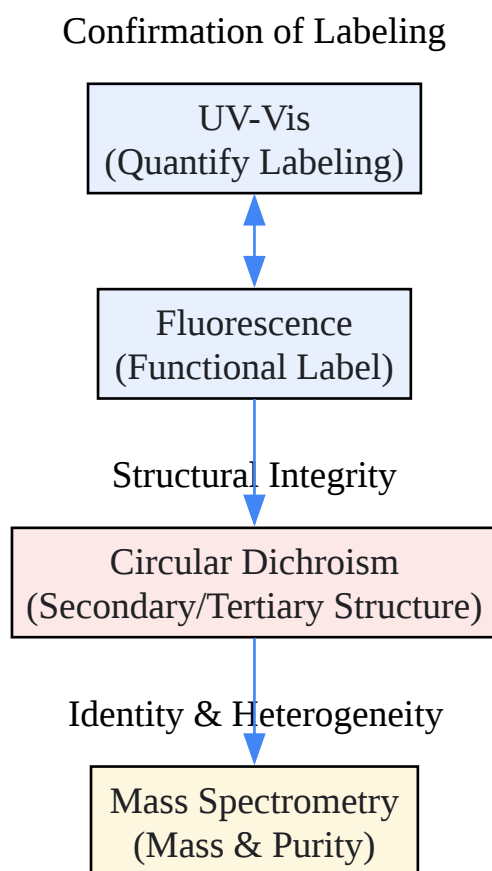 Confirmation of Labeling
UV-Vis
(Quantify Labeling)
Fluorescence
(Functional Label)
Structural Integrity
Circular Dichroism
(Secondary/Tertiary Structure)
Identity & Heterogeneity
Mass Spectrometry
(Mass & Purity)